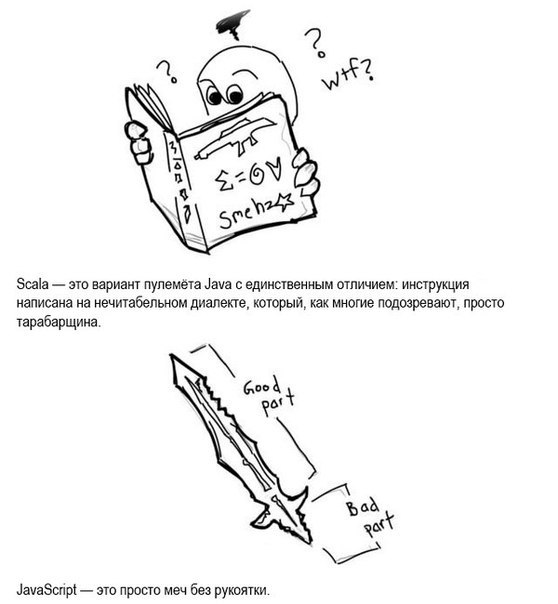 ?
?
wtf?
Σ=
Smehz☆
Scala — это вариант пулемёта Java с единственным отличием: инструкция
написана на нечитабельном диалекте, который, как многие подозревают, просто
тарабарщина.
Good
part
Bad
part
JavaScript — это просто меч без рукоятки.